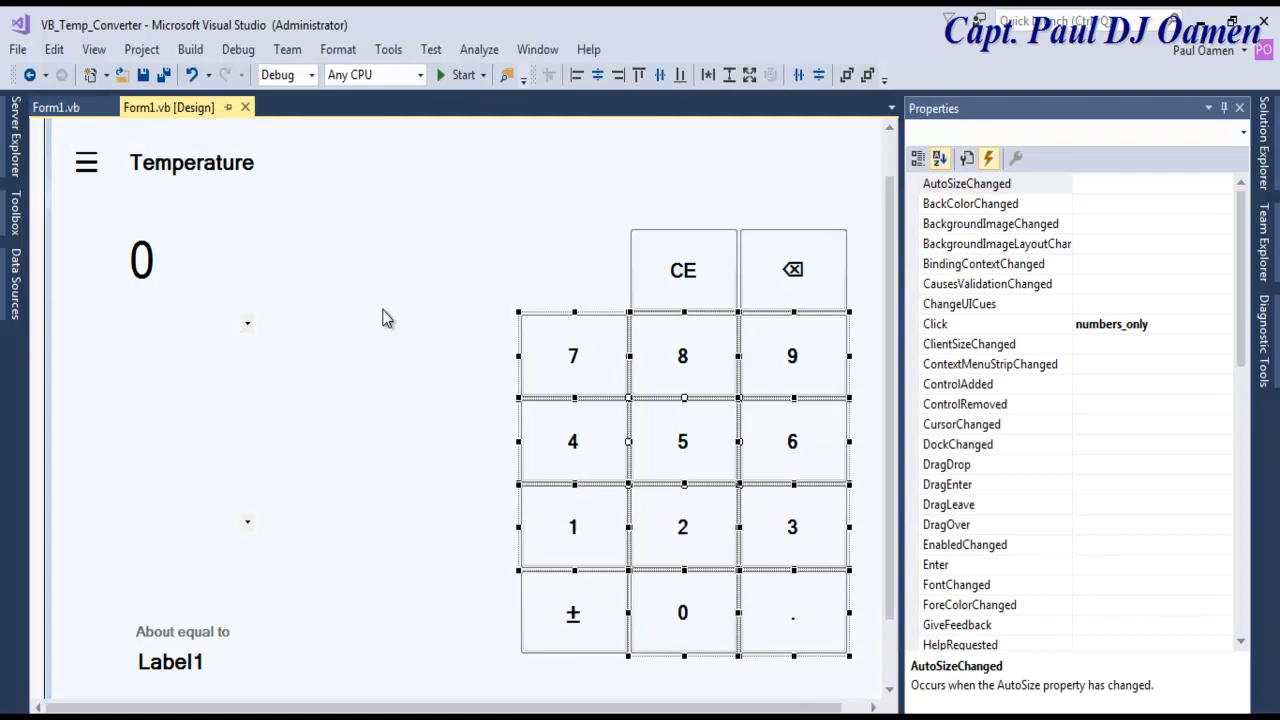 VB_Temp_Converter - Microsoft Visual Studio (Administrator)
Capt. Paul DJ Oamen
File Edit View Project Build Debug Team Format Tools Test Analyze Window Help
Paul Oamen PO
Debug Any CPU Start
Form1.vb Form1.vb [Design]
Properties
Server Explorer
Toolbox
Data Sources
☰ Temperature
0
CE ⌫
7 8 9
4 5 6
1 2 3
± 0 .
About equal to
Label1
AutoSizeChanged
BackColorChanged
BackgroundImageChanged
BackgroundImageLayoutChar
BindingContextChanged
CausesValidationChanged
ChangeUICues
Click numbers_only
ClientSizeChanged
ContextMenuStripChanged
ControlAdded
ControlRemoved
CursorChanged
DockChanged
DragDrop
DragEnter
DragLeave
DragOver
EnabledChanged
Enter
FontChanged
ForeColorChanged
GiveFeedback
HelpRequested
AutoSizeChanged
Occurs when the AutoSize property has changed.
Solution Explorer
Team Explorer
Diagnostic Tools